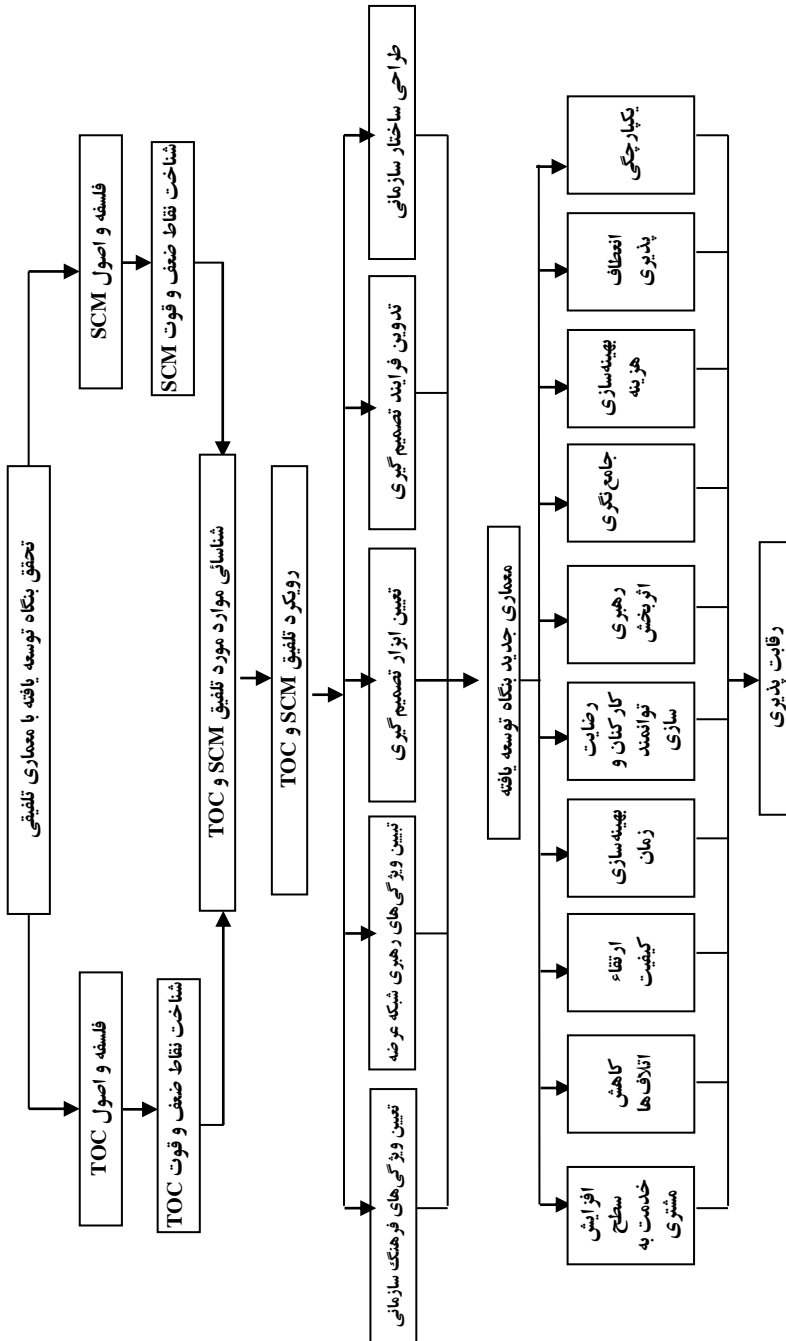 تحقق بنگاه توسعه یافته با معماری تلفیقی
فلسفه و اصول SCM
فلسفه و اصول TOC
شناخت نقاط ضعف و قوت SCM
شناخت نقاط ضعف و قوت TOC
شناسائی موارد مورد تلفیق SCM و TOC
رویکرد تلفیق SCM و TOC
طراحی ساختار سازمانی
تدوین فرایند تصمیم گیری
تعیین ابزار تصمیم گیری
تبیین ویژگی‌های رهبری شبکه عرضه
تعیین ویژگی‌های فرهنگ سازمانی
معماری جدید بنگاه توسعه یافته
یکپارچگی
انعطاف
پذیری
بهینه‌سازی
هزینه
جامع‌نگری
رهبری
اثربخش
رضایت
کارکنان و
توانمند
سازی
بهینه‌سازی
زمان
ارتقاء
کیفیت
کاهش
اتلاف‌ها
افزایش
سطح
خدمت به
مشتری
رقابت پذیری